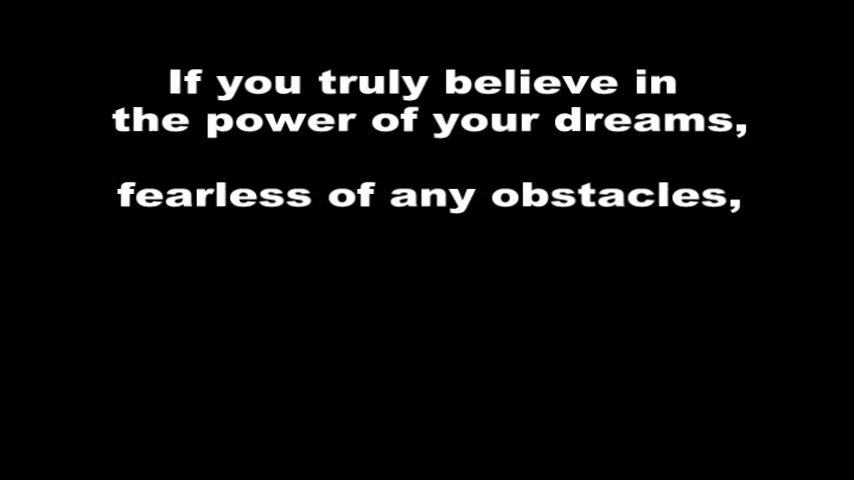 If you truly believe in
the power of your dreams,
fearless of any obstacles,